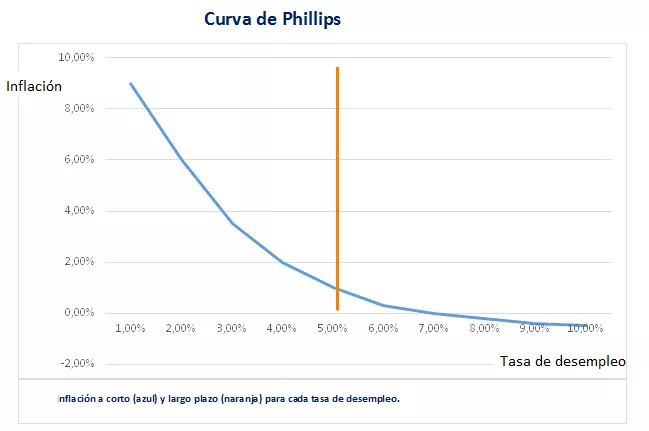 Curva de Phillips
10,00%
Inflación
8,00%
6,00%
4,00%
2,00%
0,00%
1,00% 2,00% 3,00% 4,00% 5,00% 6,00% 7,00% 8,00% 9,00% 10,00%
-2,00%
Tasa de desempleo
Inflación a corto (azul) y largo plazo (naranja) para cada tasa de desempleo.